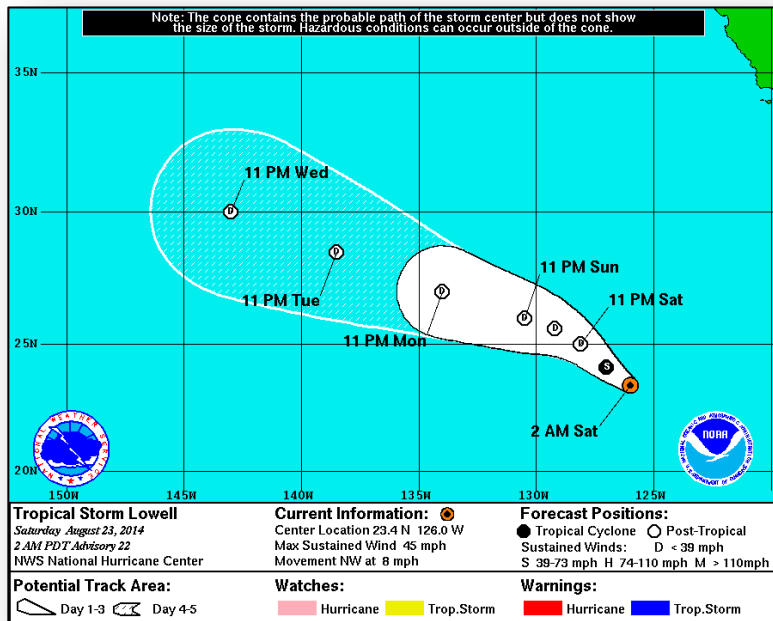 Note: The cone contains the probable path of the storm center but does not show
the size of the storm. Hazardous conditions can occur outside of the cone.
35N
11 PM Wed
30N
11 PM Sun
11 PM Tue
11 PM Sat
11 PM Mon
25N
S
D
D
D
D
D
D
2 AM Sat
NATIONAL WEATHER SERVICE
NOAA
20N
150W 145W 140W 135W 130W 125W
Tropical Storm Lowell
Saturday August 23, 2014
2 AM PDT Advisory 22
NWS National Hurricane Center
Current Information:
Center Location 23.4 N 126.0 W
Max Sustained Wind 45 mph
Movement NW at 8 mph
Forecast Positions:
Tropical Cyclone Post-Tropical
Sustained Winds: D < 39 mph
S 39-73 mph H 74-110 mph M > 110mph
Potential Track Area:
Day 1-3 Day 4-5
Watches:
Hurricane Trop.Storm
Warnings:
Hurricane Trop.Storm